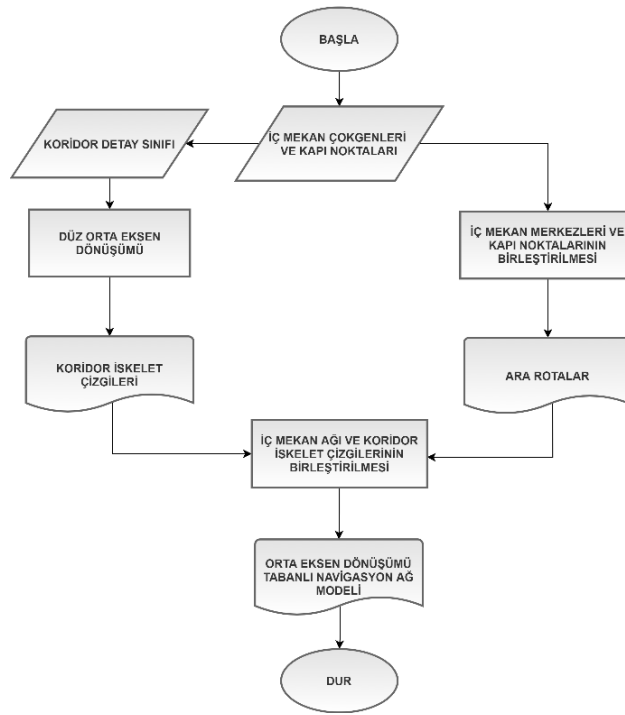 BAŞLA
İÇ MEKAN ÇOKGENLERİ
VE KAPI NOKTALARI
KORİDOR DETAY SINIFI
DÜZ ORTA EKSEN
DÖNÜŞÜMÜ
İÇ MEKAN MERKEZLERİ VE
KAPI NOKTALARININ
BİRLEŞTİRİLMESİ
KORİDOR İSKELET
ÇİZGİLERİ
ARA ROTALAR
İÇ MEKAN AĞI VE KORİDOR
İSKELET ÇİZGİLERİNİN
BİRLEŞTİRİLMESİ
ORTA EKSEN DÖNÜŞÜMÜ
TABANLI NAVİGASYON AĞ
MODELİ
DUR